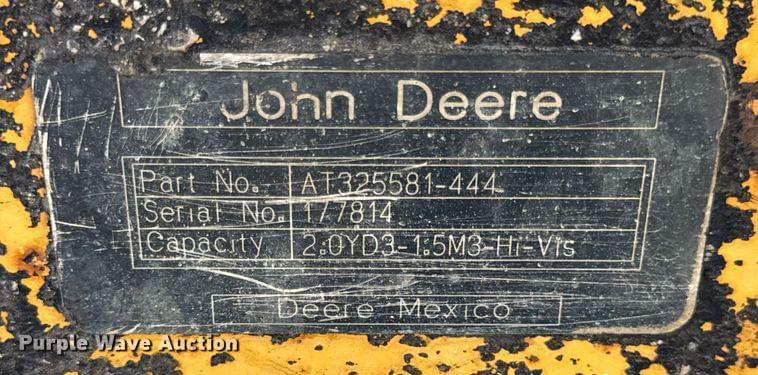 John Deere
Part No. AT325581-444
Serial No. 177814
Capacity 2.0YD3-1.5M3-Hi-Vis
Deere Mexico
Purple Wave Auction